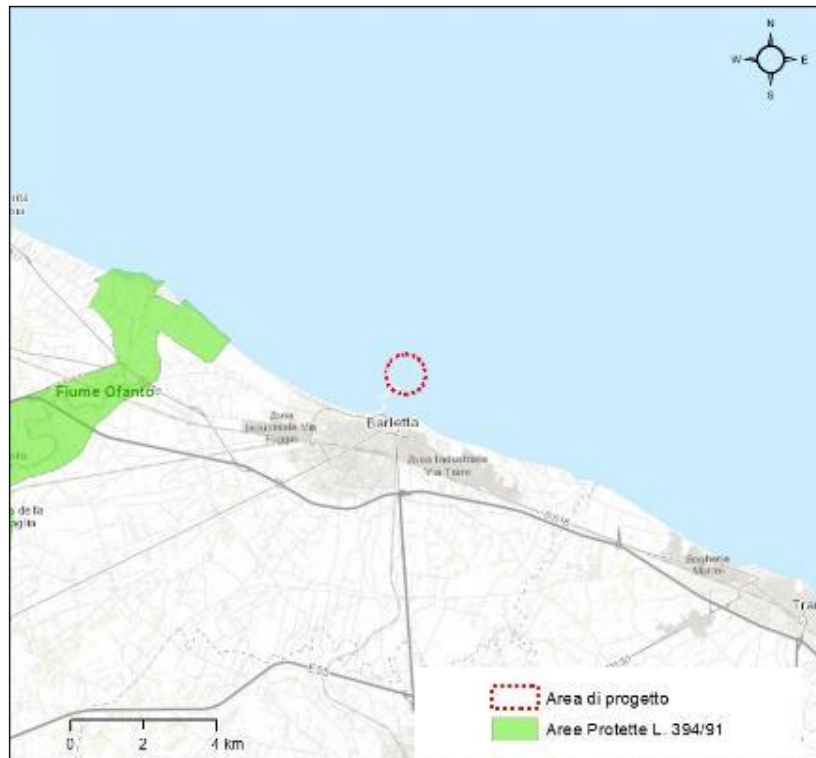 N
W E
S
Fiume Ofanto
Zona
Industriale Via
Foggia
Barletta
Zona Industriale
Via Trani
della
Area di progetto
Aree Protette L. 394/91
0 2 4 km